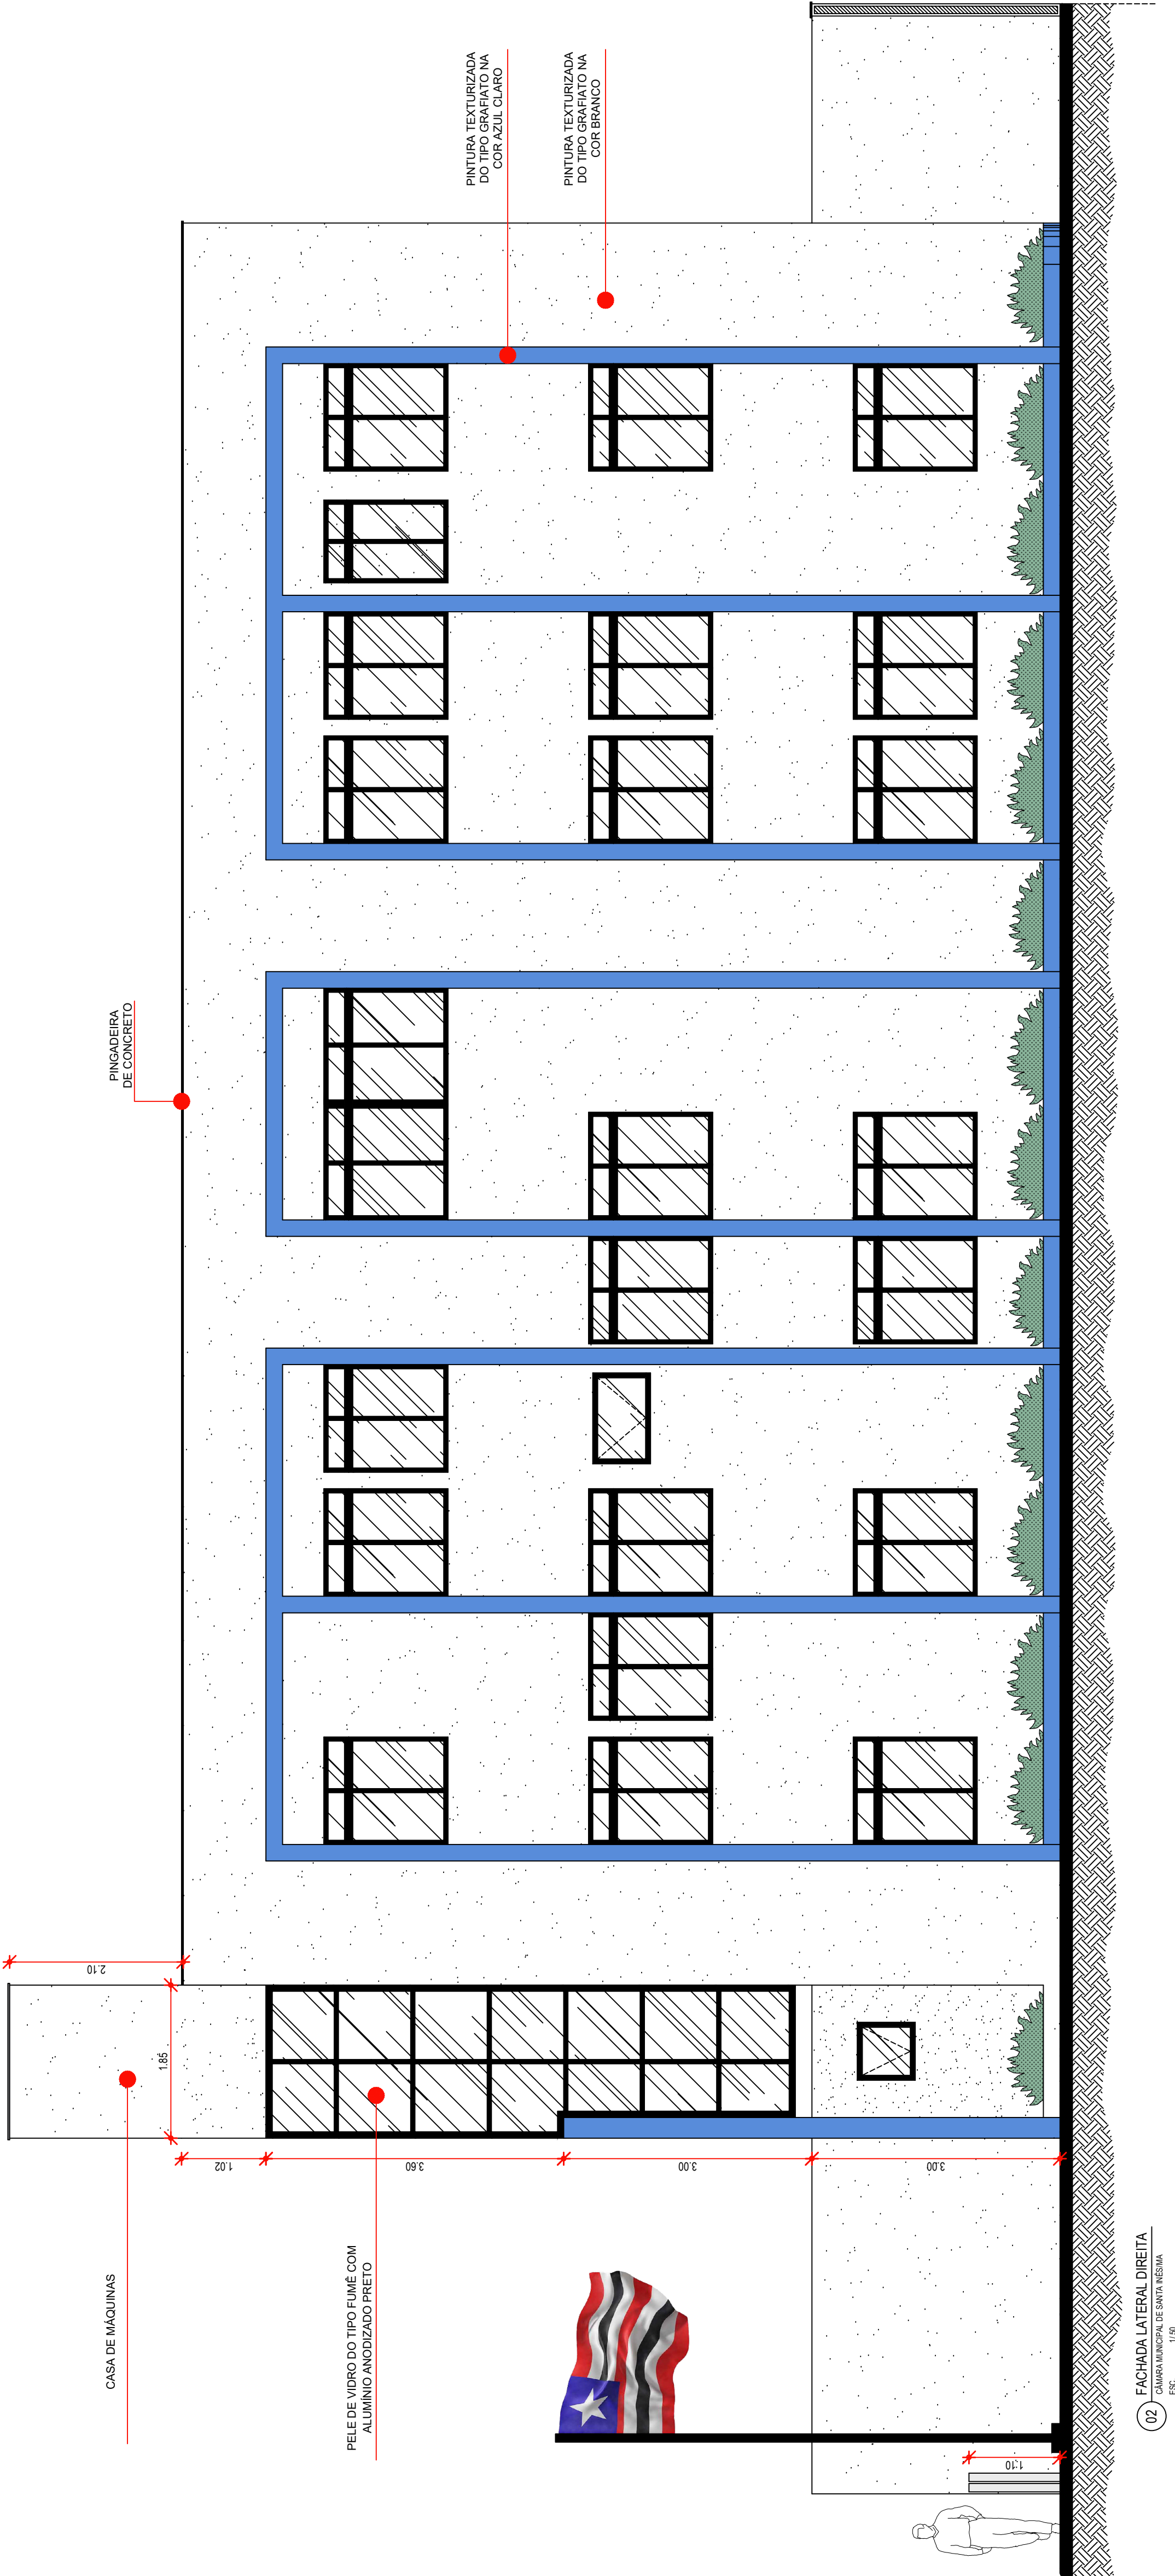 CASA DE MÁQUINAS
PELE DE VIDRO DO TIPO FUMÊ COM
ALUMÍNIO ANODIZADO PRETO
PINGADEIRA
DE CONCRETO
PINTURA TEXTURIZADA
DO TIPO GRAFIATO NA
COR AZUL CLARO
PINTURA TEXTURIZADA
DO TIPO GRAFIATO NA
COR BRANCO
2.10
1.85
1.02
3.60
3.00
3.00
1.10
02
FACHADA LATERAL DIREITA
CÂMARA MUNICIPAL DE SANTA INÊS/MA
ESC. 1/50